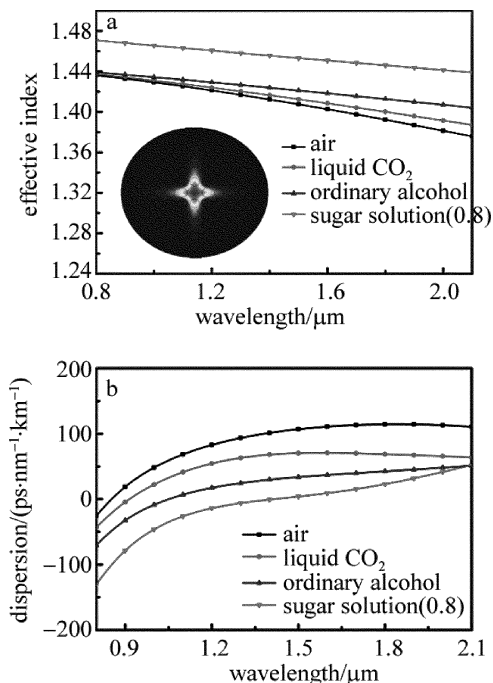 a
1.48
1.44
1.40
1.36
1.32
1.28
1.24
effective index
air
liquid CO₂
ordinary alcohol
sugar solution(0.8)
0.8 1.2 1.6 2.0
wavelength/μm
b
200
100
0
−100
−200
dispersion/(ps·nm⁻¹·km⁻¹)
air
liquid CO₂
ordinary alcohol
sugar solution(0.8)
0.9 1.2 1.5 1.8 2.1
wavelength/μm